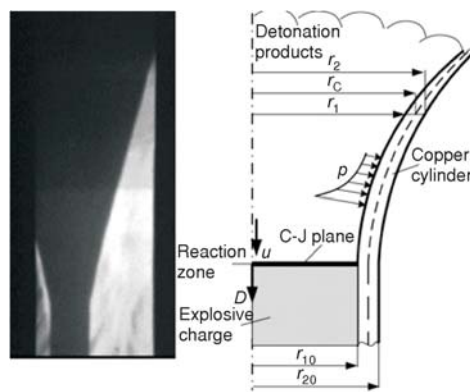 Detonation
products
r2
rC
r1
p
Copper
cylinder
C-J plane
Reaction
zone
u
D
Explosive
charge
r10
r20